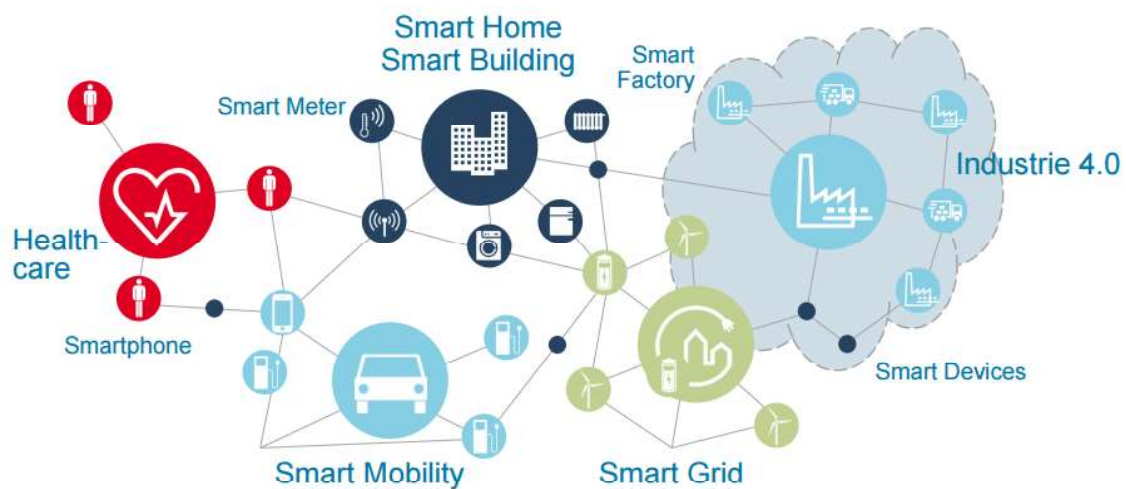 Smart Home
Smart Building
Smart
Factory
Smart Meter
Industrie 4.0
Health-
care
Smartphone
Smart Devices
Smart Mobility
Smart Grid